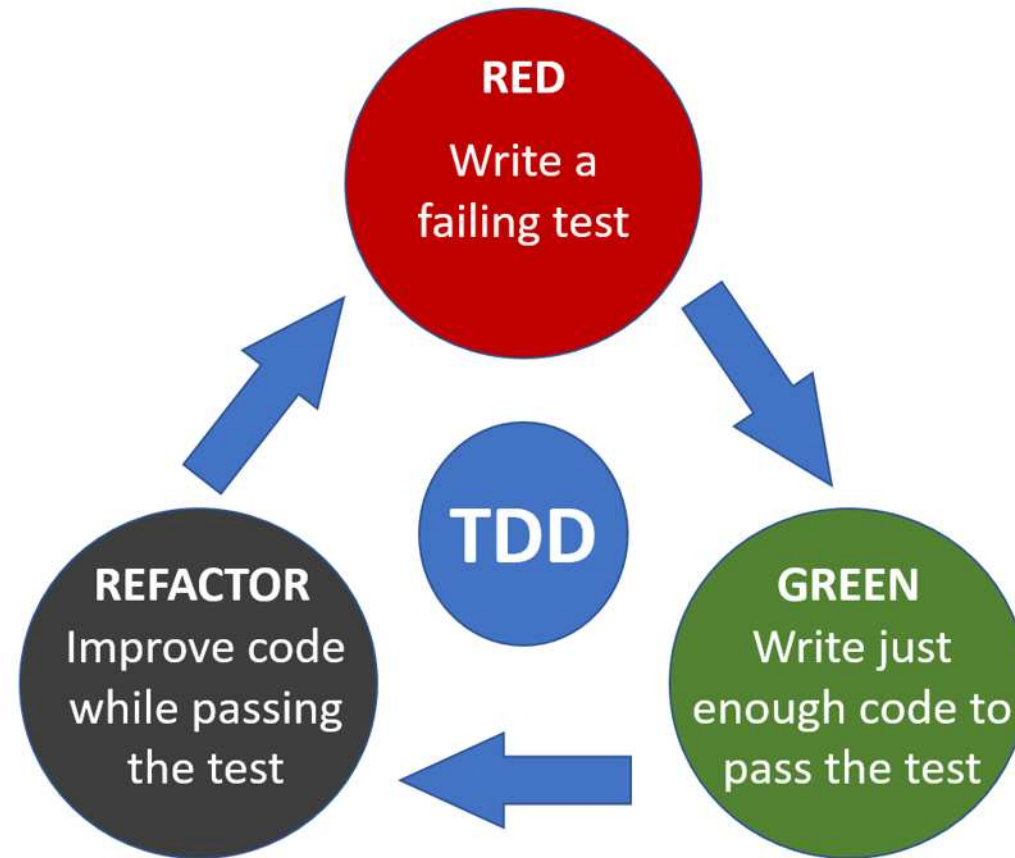 RED
Write a
failing test
TDD
REFACTOR
Improve code
while passing
the test
GREEN
Write just
enough code to
pass the test